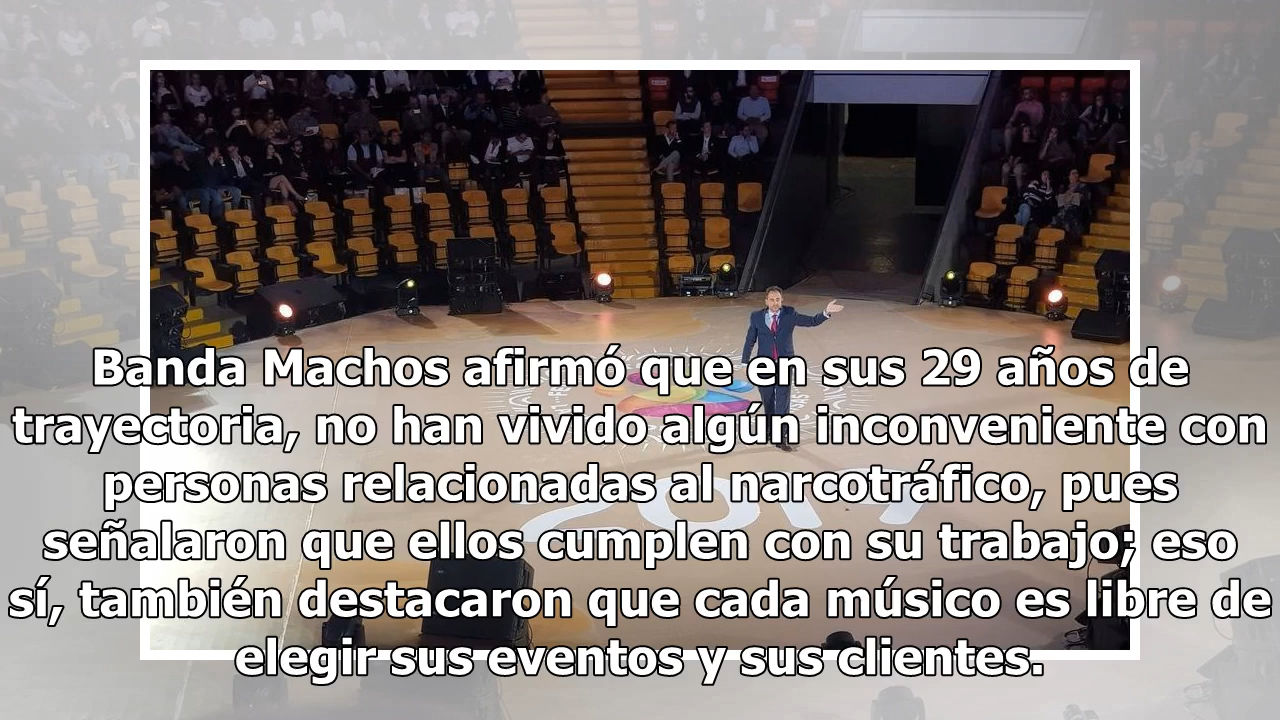 Banda Machos afirmó que en sus 29 años de
trayectoria, no han vivido algún inconveniente con
personas relacionadas al narcotráfico, pues
señalaron que ellos cumplen con su trabajo; eso
sí, también destacaron que cada músico es libre de
elegir sus eventos y sus clientes.
2019